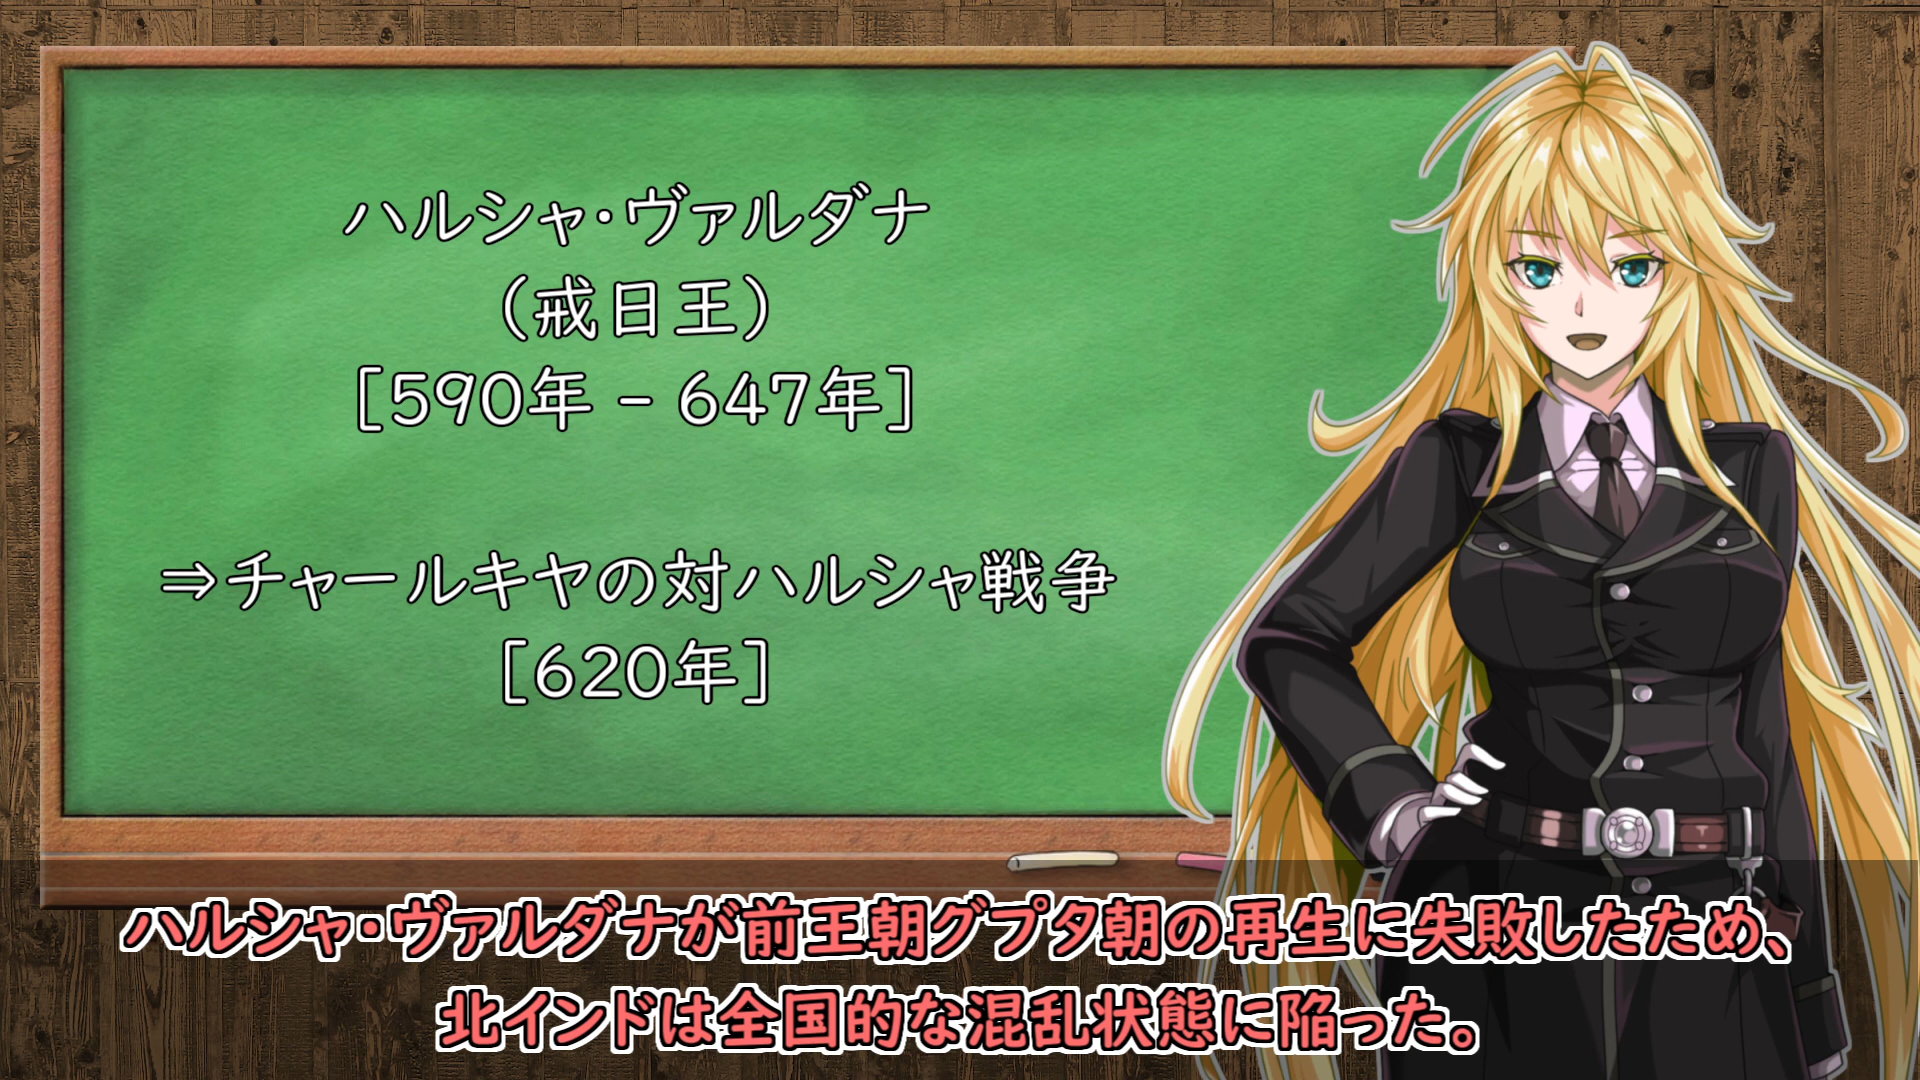 ハルシャ・ヴァルダナ
(戒日王)
[590年 - 647年]
⇒チャールキヤの対ハルシャ戦争
[620年]
ハルシャ・ヴァルダナが前王朝グプタ朝の再生に失敗したため、
北インドは全国的な混乱状態に陥った。